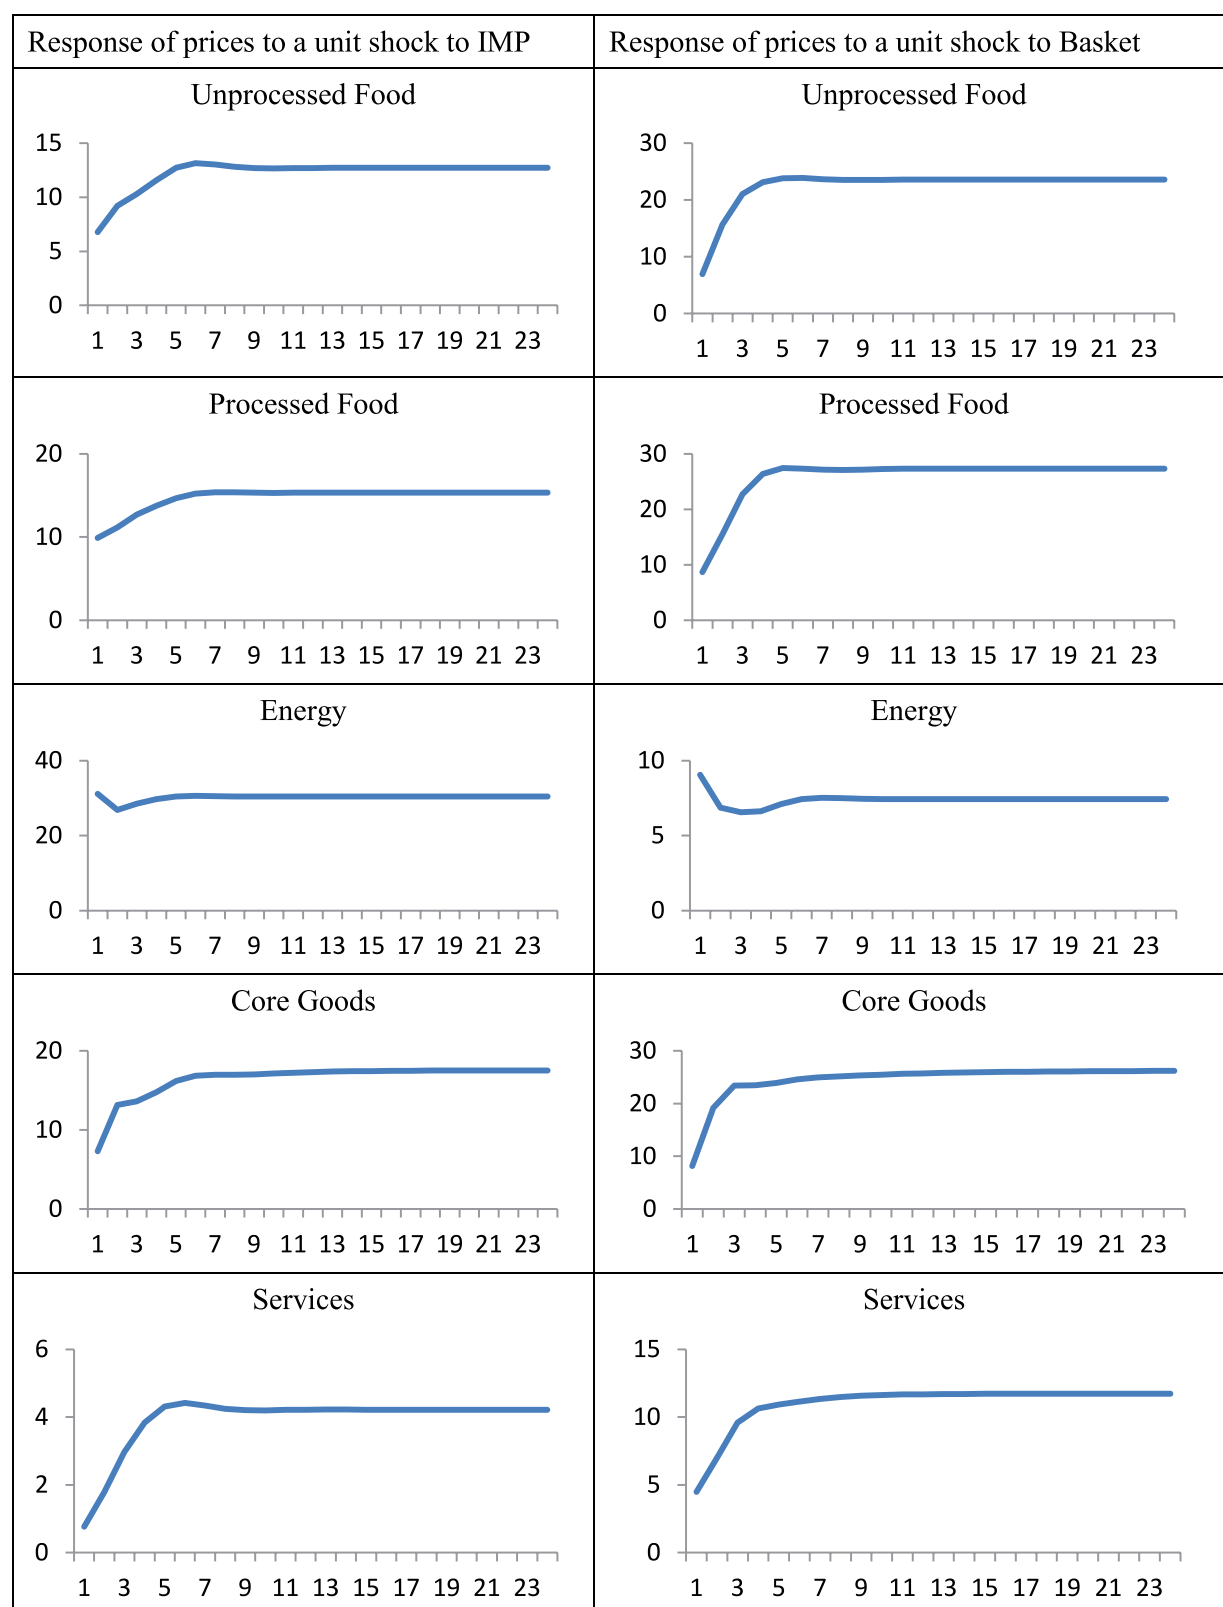 Response of prices to a unit shock to IMP
Response of prices to a unit shock to Basket
Unprocessed Food
15
10
5
0
1 3 5 7 9 11 13 15 17 19 21 23
Unprocessed Food
30
20
10
0
1 3 5 7 9 11 13 15 17 19 21 23
Processed Food
20
10
0
1 3 5 7 9 11 13 15 17 19 21 23
Processed Food
30
20
10
0
1 3 5 7 9 11 13 15 17 19 21 23
Energy
40
20
0
1 3 5 7 9 11 13 15 17 19 21 23
Energy
10
5
0
1 3 5 7 9 11 13 15 17 19 21 23
Core Goods
20
10
0
1 3 5 7 9 11 13 15 17 19 21 23
Core Goods
30
20
10
0
1 3 5 7 9 11 13 15 17 19 21 23
Services
6
4
2
0
1 3 5 7 9 11 13 15 17 19 21 23
Services
15
10
5
0
1 3 5 7 9 11 13 15 17 19 21 23